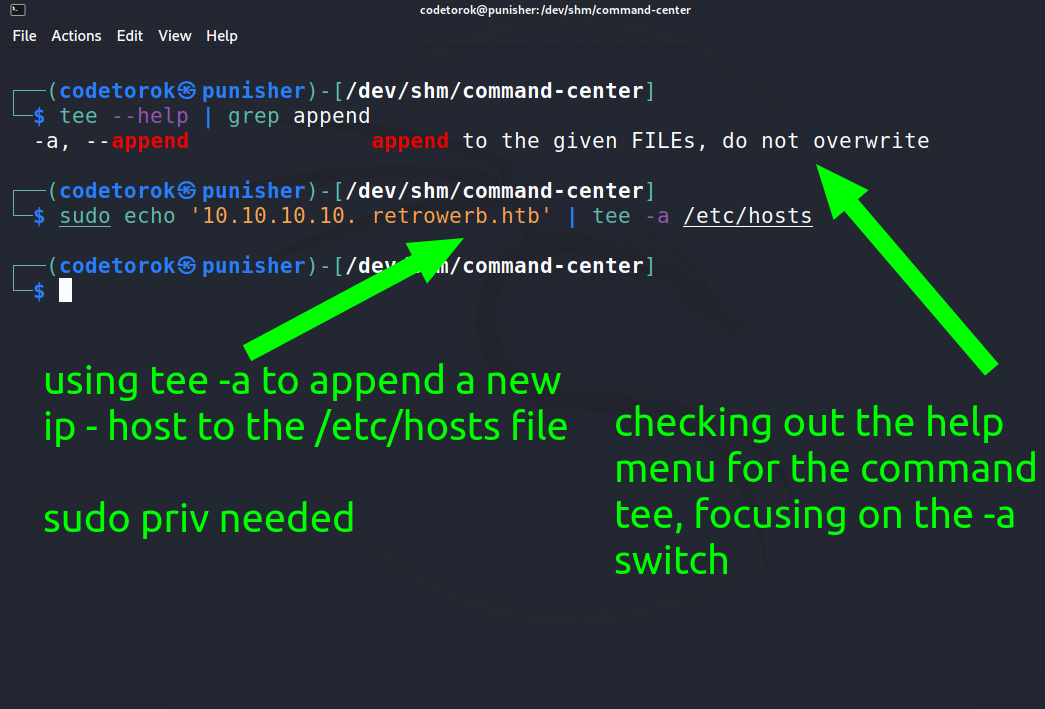 codetorok@punisher:/dev/shm/command-center
File Actions Edit View Help
┌──(codetorok㉿punisher)-[/dev/shm/command-center]
└─$ tee --help | grep append
-a, --append append to the given FILEs, do not overwrite
┌──(codetorok㉿punisher)-[/dev/shm/command-center]
└─$ sudo echo '10.10.10.10. retrowerb.htb' | tee -a /etc/hosts
┌──(codetorok㉿punisher)-[/dev/shm/command-center]
└─$
using tee -a to append a new
ip - host to the /etc/hosts file
sudo priv needed
checking out the help
menu for the command
tee, focusing on the -a
switch